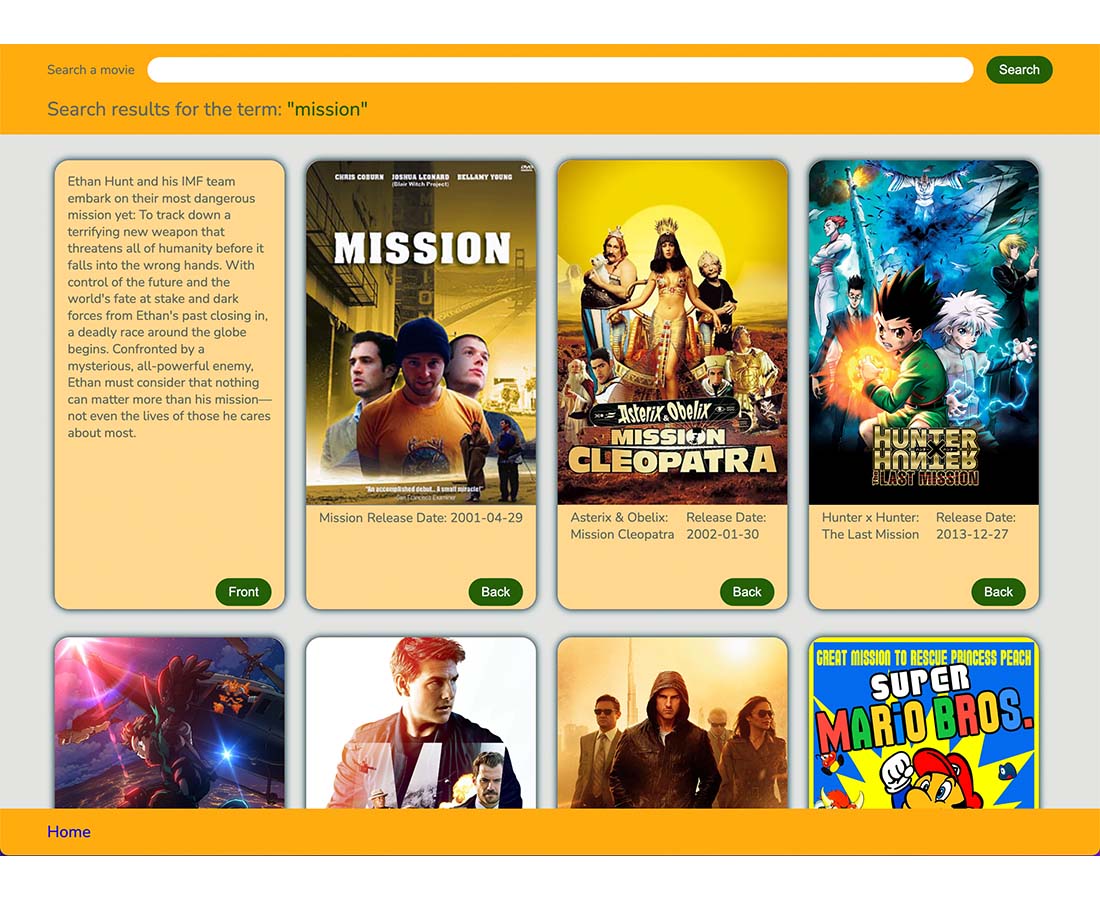 Search a movie
Search
Search results for the term: "mission"
Ethan Hunt and his IMF team
embark on their most dangerous
mission yet: To track down a
terrifying new weapon that
threatens all of humanity before it
falls into the wrong hands. With
control of the future and the
world's fate at stake and dark
forces from Ethan's past closing in,
a deadly race around the globe
begins. Confronted by a
mysterious, all-powerful enemy,
Ethan must consider that nothing
can matter more than his mission—
not even the lives of those he cares
about most.
Front
DVD
CHRIS COBURN JOSHUA LEONARD BELLAMY YOUNG
(Blair Witch Project)
MISSION
"An accomplished debut... A small miracle!"
San Francisco Examiner
Mission Release Date: 2001-04-29
Back
Asterix & Obelix
MISSION
CLEOPATRA
Asterix & Obelix:
Mission Cleopatra
Release Date:
2002-01-30
Back
HUNTER
HUNTER
THE LAST MISSION
Hunter x Hunter:
The Last Mission
Release Date:
2013-12-27
Back
GREAT MISSION TO RESCUE PRINCESS PEACH
SUPER
MARIO BROS.
Home